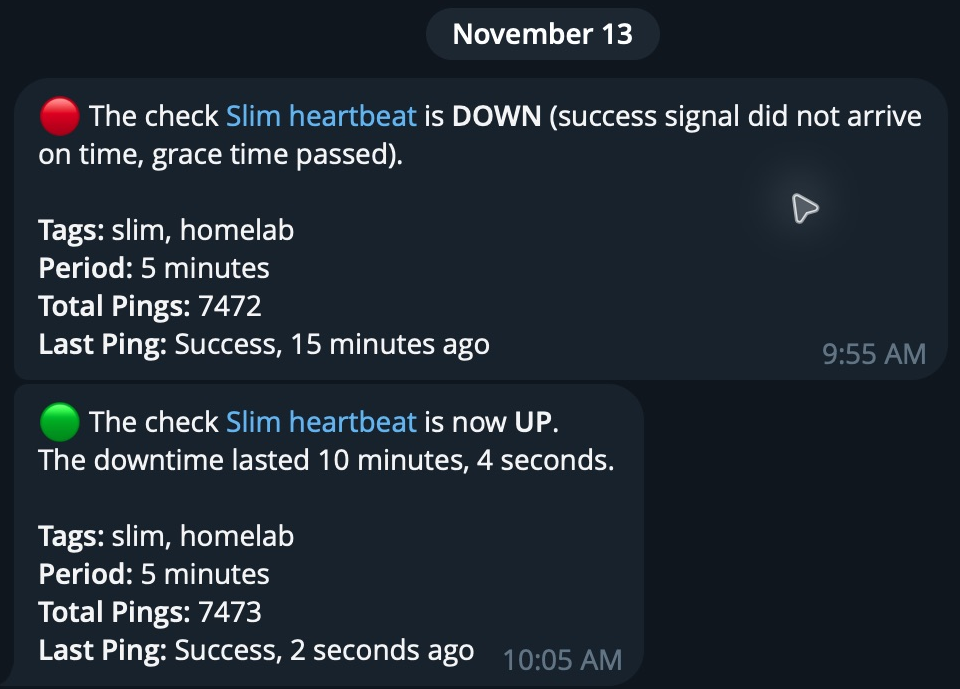 November 13
🔴 The check Slim heartbeat is DOWN (success signal did not arrive
on time, grace time passed).
Tags: slim, homelab
Period: 5 minutes
Total Pings: 7472
Last Ping: Success, 15 minutes ago
9:55 AM
🟢 The check Slim heartbeat is now UP.
The downtime lasted 10 minutes, 4 seconds.
Tags: slim, homelab
Period: 5 minutes
Total Pings: 7473
Last Ping: Success, 2 seconds ago
10:05 AM